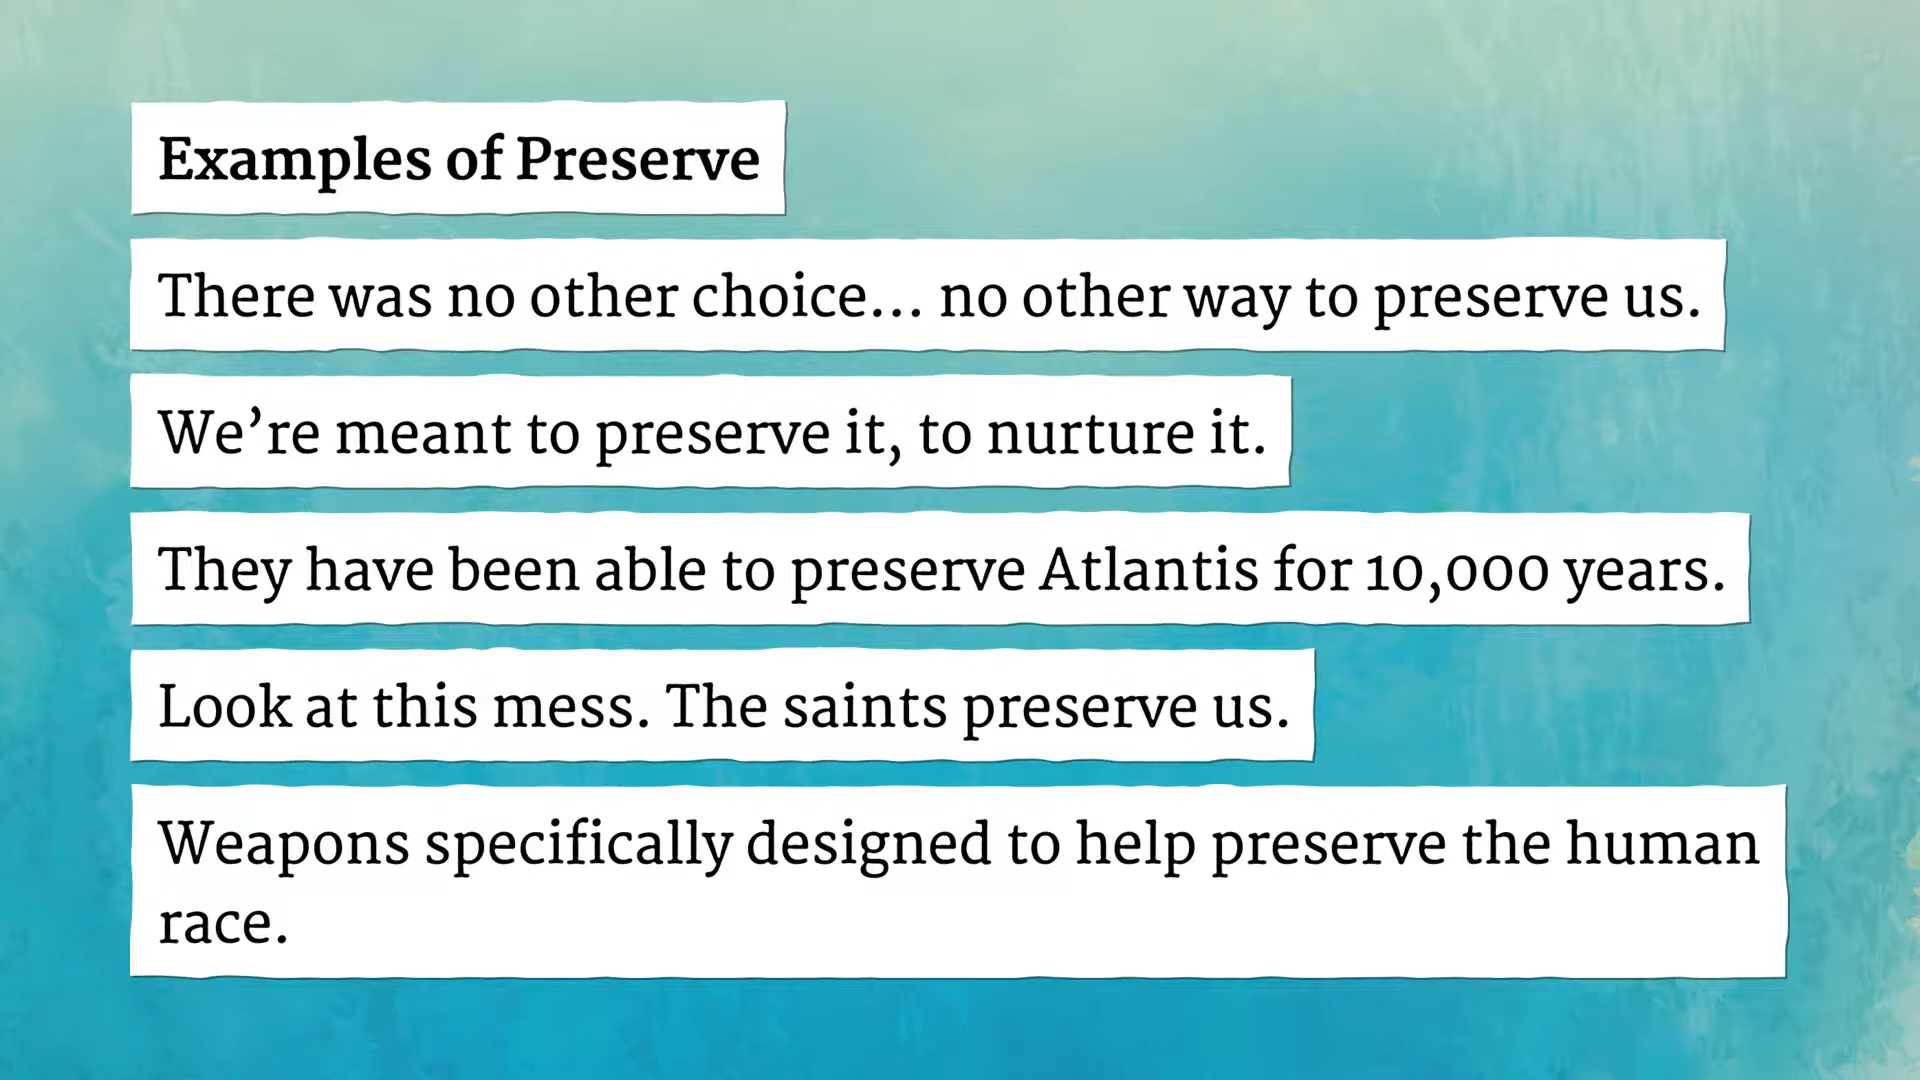 Examples of Preserve
There was no other choice… no other way to preserve us.
We’re meant to preserve it, to nurture it.
They have been able to preserve Atlantis for 10,000 years.
Look at this mess. The saints preserve us.
Weapons specifically designed to help preserve the human
race.